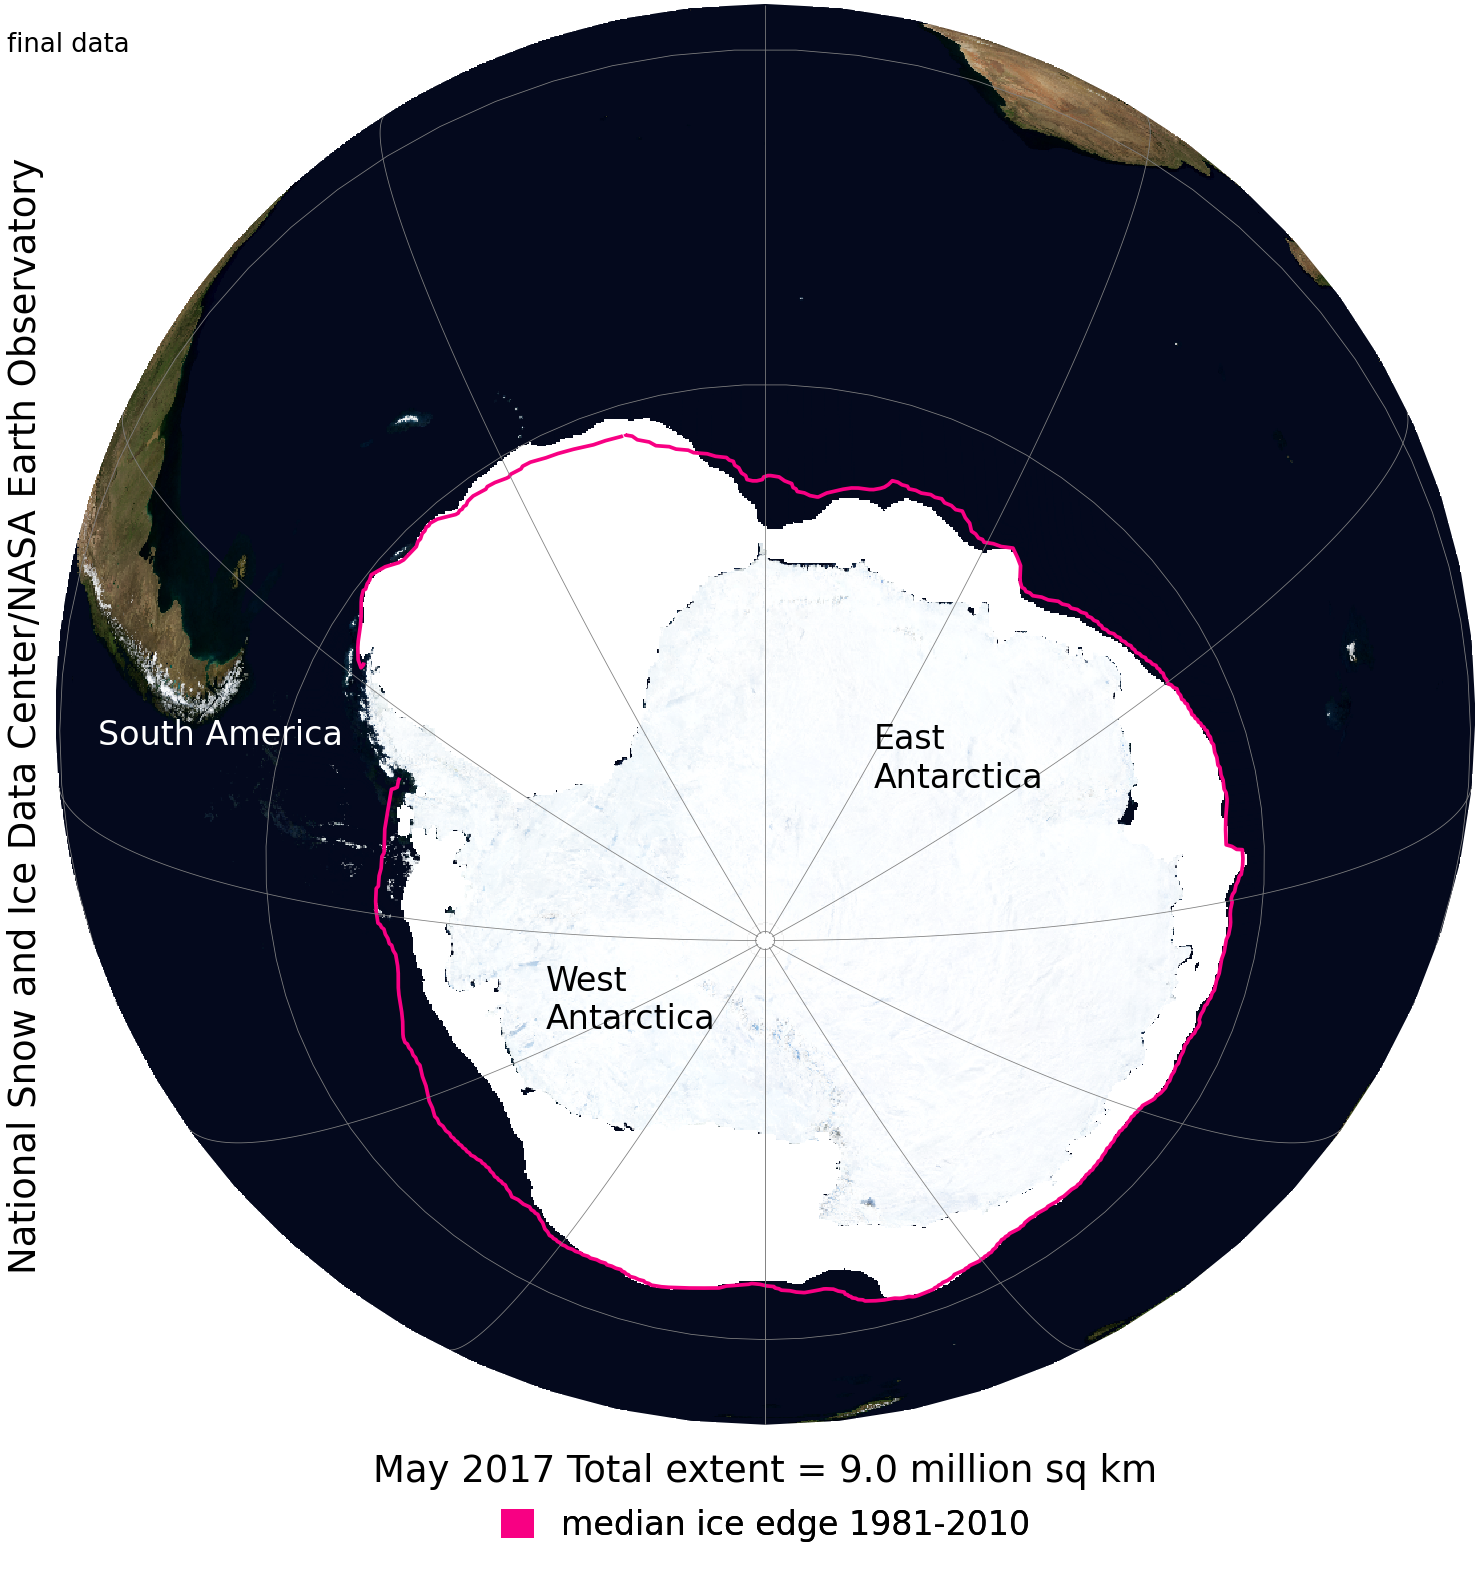 final data
National Snow and Ice Data Center/NASA Earth Observatory
South America
East
Antarctica
West
Antarctica
May 2017 Total extent = 9.0 million sq km
median ice edge 1981-2010